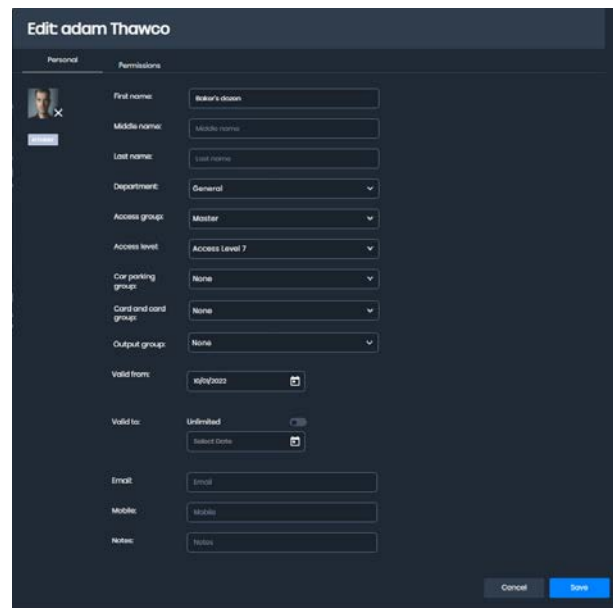 Edit: adam Thawco
Personal
Permissions
First name:
Baker's dozon
Middle name:
Middle name
Last name:
Last name
Department:
General
Access group:
Master
Access level:
Access Level 7
Car parking
group:
None
Card and card
group:
None
Output group:
None
Valid from:
10/01/2022
Valid to:
Unlimited
Select Date
Email:
Email
Mobile:
Mobile
Notes:
Notes
Cancel
Save